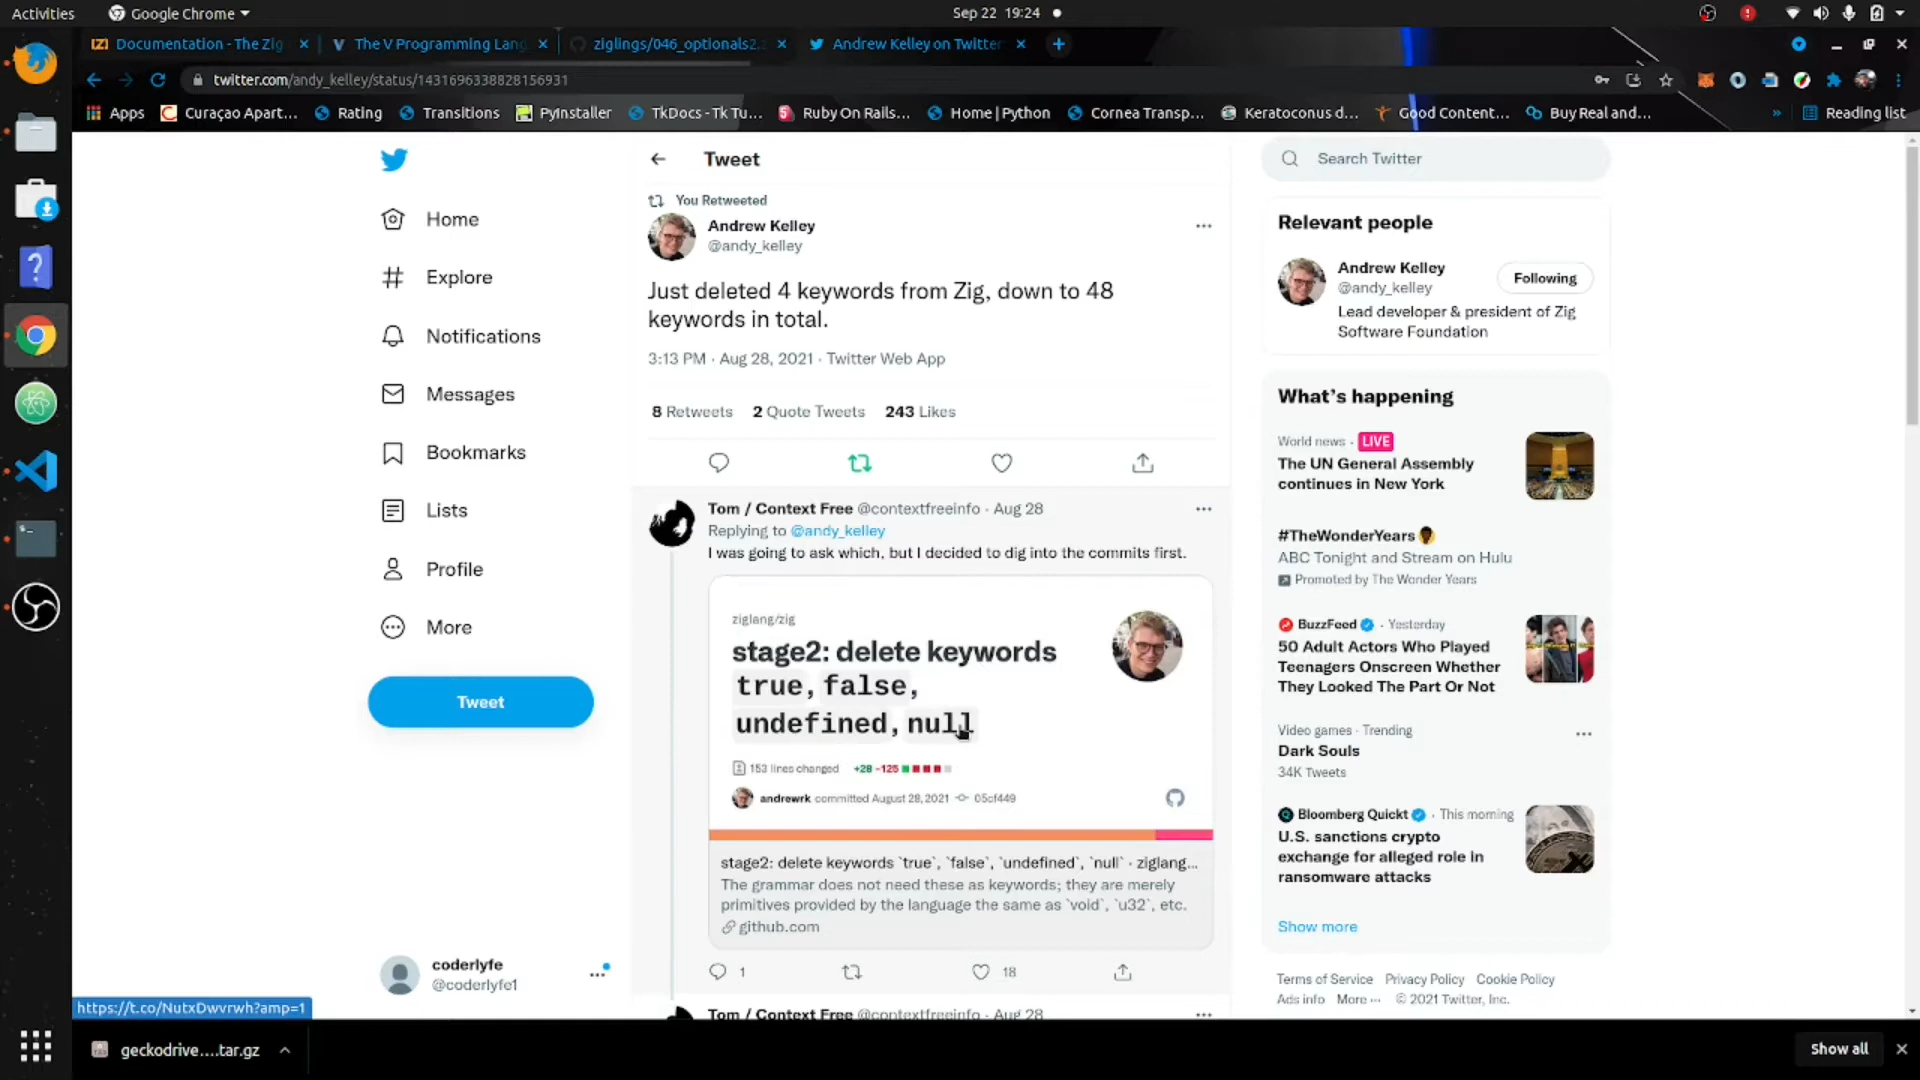 Activities
Google Chrome
Sep 22 19:24
Documentation - The Zig
The V Programming Lang
ziglings/046_optionals2.
Andrew Kelley on Twitter
twitter.com/andy_kelley/status/1431696338828156931
Apps
Curaçao Apart...
Rating
Transitions
PyInstaller
TkDocs - Tk Tu...
Ruby On Rails...
Home | Python
Cornea Transp...
Keratoconus d...
Good Content...
Buy Real and...
»
Reading list
Home
Explore
Notifications
Messages
Bookmarks
Lists
Profile
More
Tweet
coderlyfe
@coderlyfe1
https://t.co/NutxDwvrwh?amp=1
Tweet
You Retweeted
Andrew Kelley
@andy_kelley
Just deleted 4 keywords from Zig, down to 48
keywords in total.
3:13 PM · Aug 28, 2021 · Twitter Web App
8 Retweets 2 Quote Tweets 243 Likes
Tom / Context Free @contextfreeinfo · Aug 28
Replying to @andy_kelley
I was going to ask which, but I decided to dig into the commits first.
ziglang/zig
stage2: delete keywords
true, false,
undefined, null
153 lines changed +28 -125
andrewrk committed August 28, 2021 05cf449
stage2: delete keywords `true`, `false`, `undefined`, `null` · ziglang...
The grammar does not need these as keywords; they are merely
primitives provided by the language the same as `void`, `u32`, etc.
github.com
1
18
Tom / Context Free @contextfreeinfo · Aug 28
Search Twitter
Relevant people
Andrew Kelley
@andy_kelley
Following
Lead developer & president of Zig
Software Foundation
What's happening
World news · LIVE
The UN General Assembly
continues in New York
#TheWonderYears
ABC Tonight and Stream on Hulu
Promoted by The Wonder Years
BuzzFeed · Yesterday
50 Adult Actors Who Played
Teenagers Onscreen Whether
They Looked The Part Or Not
Video games · Trending
Dark Souls
34K Tweets
Bloomberg Quickt · This morning
U.S. sanctions crypto
exchange for alleged role in
ransomware attacks
Show more
Terms of Service Privacy Policy Cookie Policy
Ads info More ··· © 2021 Twitter, Inc.
geckodrive....tar.gz
Show all